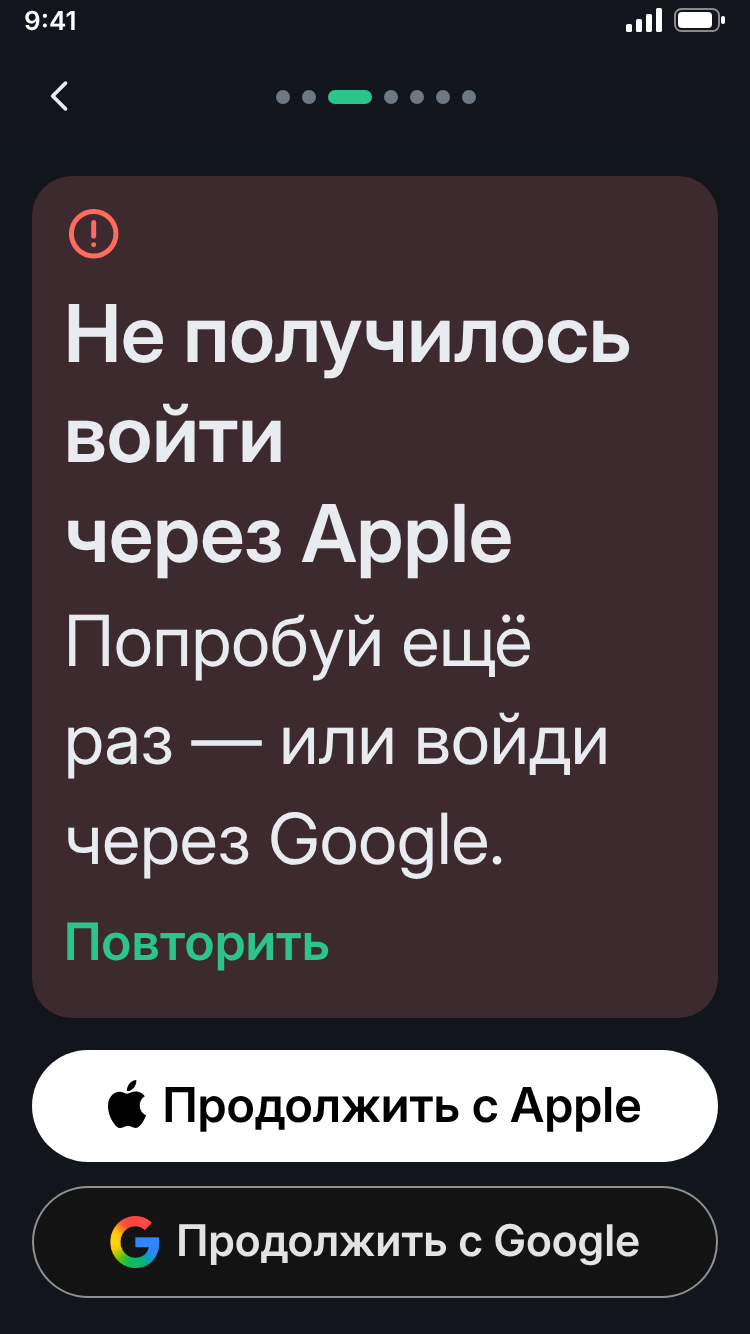 9:41
Не получилось
войти
через Apple
Попробуй ещё
раз — или войди
через Google.
Повторить
Продолжить с Apple
Продолжить с Google